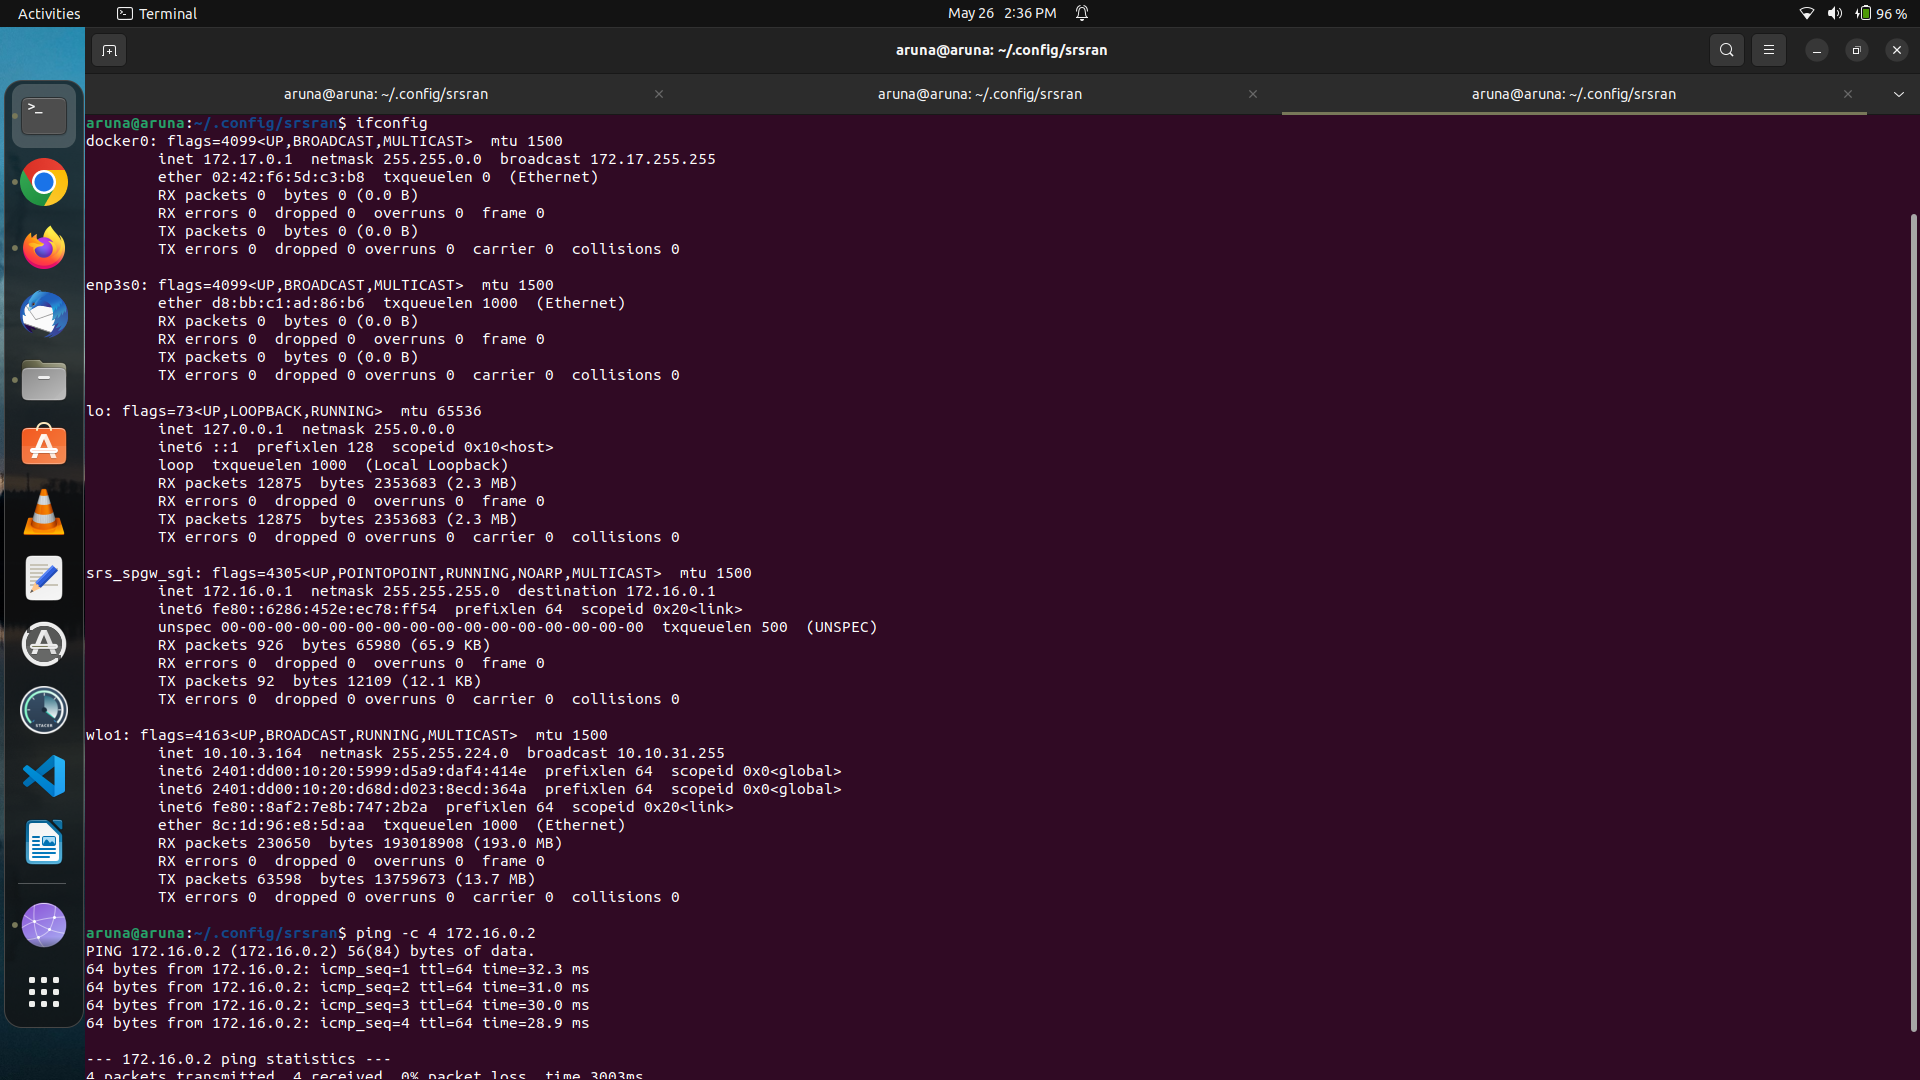 Activities Terminal May 26 2:36 PM 96 %
aruna@aruna: ~/.config/srsran
aruna@aruna: ~/.config/srsran aruna@aruna: ~/.config/srsran aruna@aruna: ~/.config/srsran
aruna@aruna:~/.config/srsran$ ifconfig
docker0: flags=4099<UP,BROADCAST,MULTICAST>  mtu 1500
        inet 172.17.0.1  netmask 255.255.0.0  broadcast 172.17.255.255
        ether 02:42:f6:5d:c3:b8  txqueuelen 0  (Ethernet)
        RX packets 0  bytes 0 (0.0 B)
        RX errors 0  dropped 0  overruns 0  frame 0
        TX packets 0  bytes 0 (0.0 B)
        TX errors 0  dropped 0 overruns 0  carrier 0  collisions 0
enp3s0: flags=4099<UP,BROADCAST,MULTICAST>  mtu 1500
        ether d8:bb:c1:ad:86:b6  txqueuelen 1000  (Ethernet)
        RX packets 0  bytes 0 (0.0 B)
        RX errors 0  dropped 0  overruns 0  frame 0
        TX packets 0  bytes 0 (0.0 B)
        TX errors 0  dropped 0 overruns 0  carrier 0  collisions 0
lo: flags=73<UP,LOOPBACK,RUNNING>  mtu 65536
        inet 127.0.0.1  netmask 255.0.0.0
        inet6 ::1  prefixlen 128  scopeid 0x10<host>
        loop  txqueuelen 1000  (Local Loopback)
        RX packets 12875  bytes 2353683 (2.3 MB)
        RX errors 0  dropped 0  overruns 0  frame 0
        TX packets 12875  bytes 2353683 (2.3 MB)
        TX errors 0  dropped 0 overruns 0  carrier 0  collisions 0
srs_spgw_sgi: flags=4305<UP,POINTOPOINT,RUNNING,NOARP,MULTICAST>  mtu 1500
        inet 172.16.0.1  netmask 255.255.255.0  destination 172.16.0.1
        inet6 fe80::6286:452e:ec78:ff54  prefixlen 64  scopeid 0x20<link>
        unspec 00-00-00-00-00-00-00-00-00-00-00-00-00-00-00-00  txqueuelen 500  (UNSPEC)
        RX packets 926  bytes 65980 (65.9 KB)
        RX errors 0  dropped 0  overruns 0  frame 0
        TX packets 92  bytes 12109 (12.1 KB)
        TX errors 0  dropped 0 overruns 0  carrier 0  collisions 0
wlo1: flags=4163<UP,BROADCAST,RUNNING,MULTICAST>  mtu 1500
        inet 10.10.3.164  netmask 255.255.224.0  broadcast 10.10.31.255
        inet6 2401:dd00:10:20:5999:d5a9:daf4:414e  prefixlen 64  scopeid 0x0<global>
        inet6 2401:dd00:10:20:d68d:d023:8ecd:364a  prefixlen 64  scopeid 0x0<global>
        inet6 fe80::8af2:7e8b:747:2b2a  prefixlen 64  scopeid 0x20<link>
        ether 8c:1d:96:e8:5d:aa  txqueuelen 1000  (Ethernet)
        RX packets 230650  bytes 193018908 (193.0 MB)
        RX errors 0  dropped 0  overruns 0  frame 0
        TX packets 63598  bytes 13759673 (13.7 MB)
        TX errors 0  dropped 0 overruns 0  carrier 0  collisions 0
aruna@aruna:~/.config/srsran$ ping -c 4 172.16.0.2
PING 172.16.0.2 (172.16.0.2) 56(84) bytes of data.
64 bytes from 172.16.0.2: icmp_seq=1 ttl=64 time=32.3 ms
64 bytes from 172.16.0.2: icmp_seq=2 ttl=64 time=31.0 ms
64 bytes from 172.16.0.2: icmp_seq=3 ttl=64 time=30.0 ms
64 bytes from 172.16.0.2: icmp_seq=4 ttl=64 time=28.9 ms
--- 172.16.0.2 ping statistics ---
4 packets transmitted, 4 received, 0% packet loss, time 3003ms